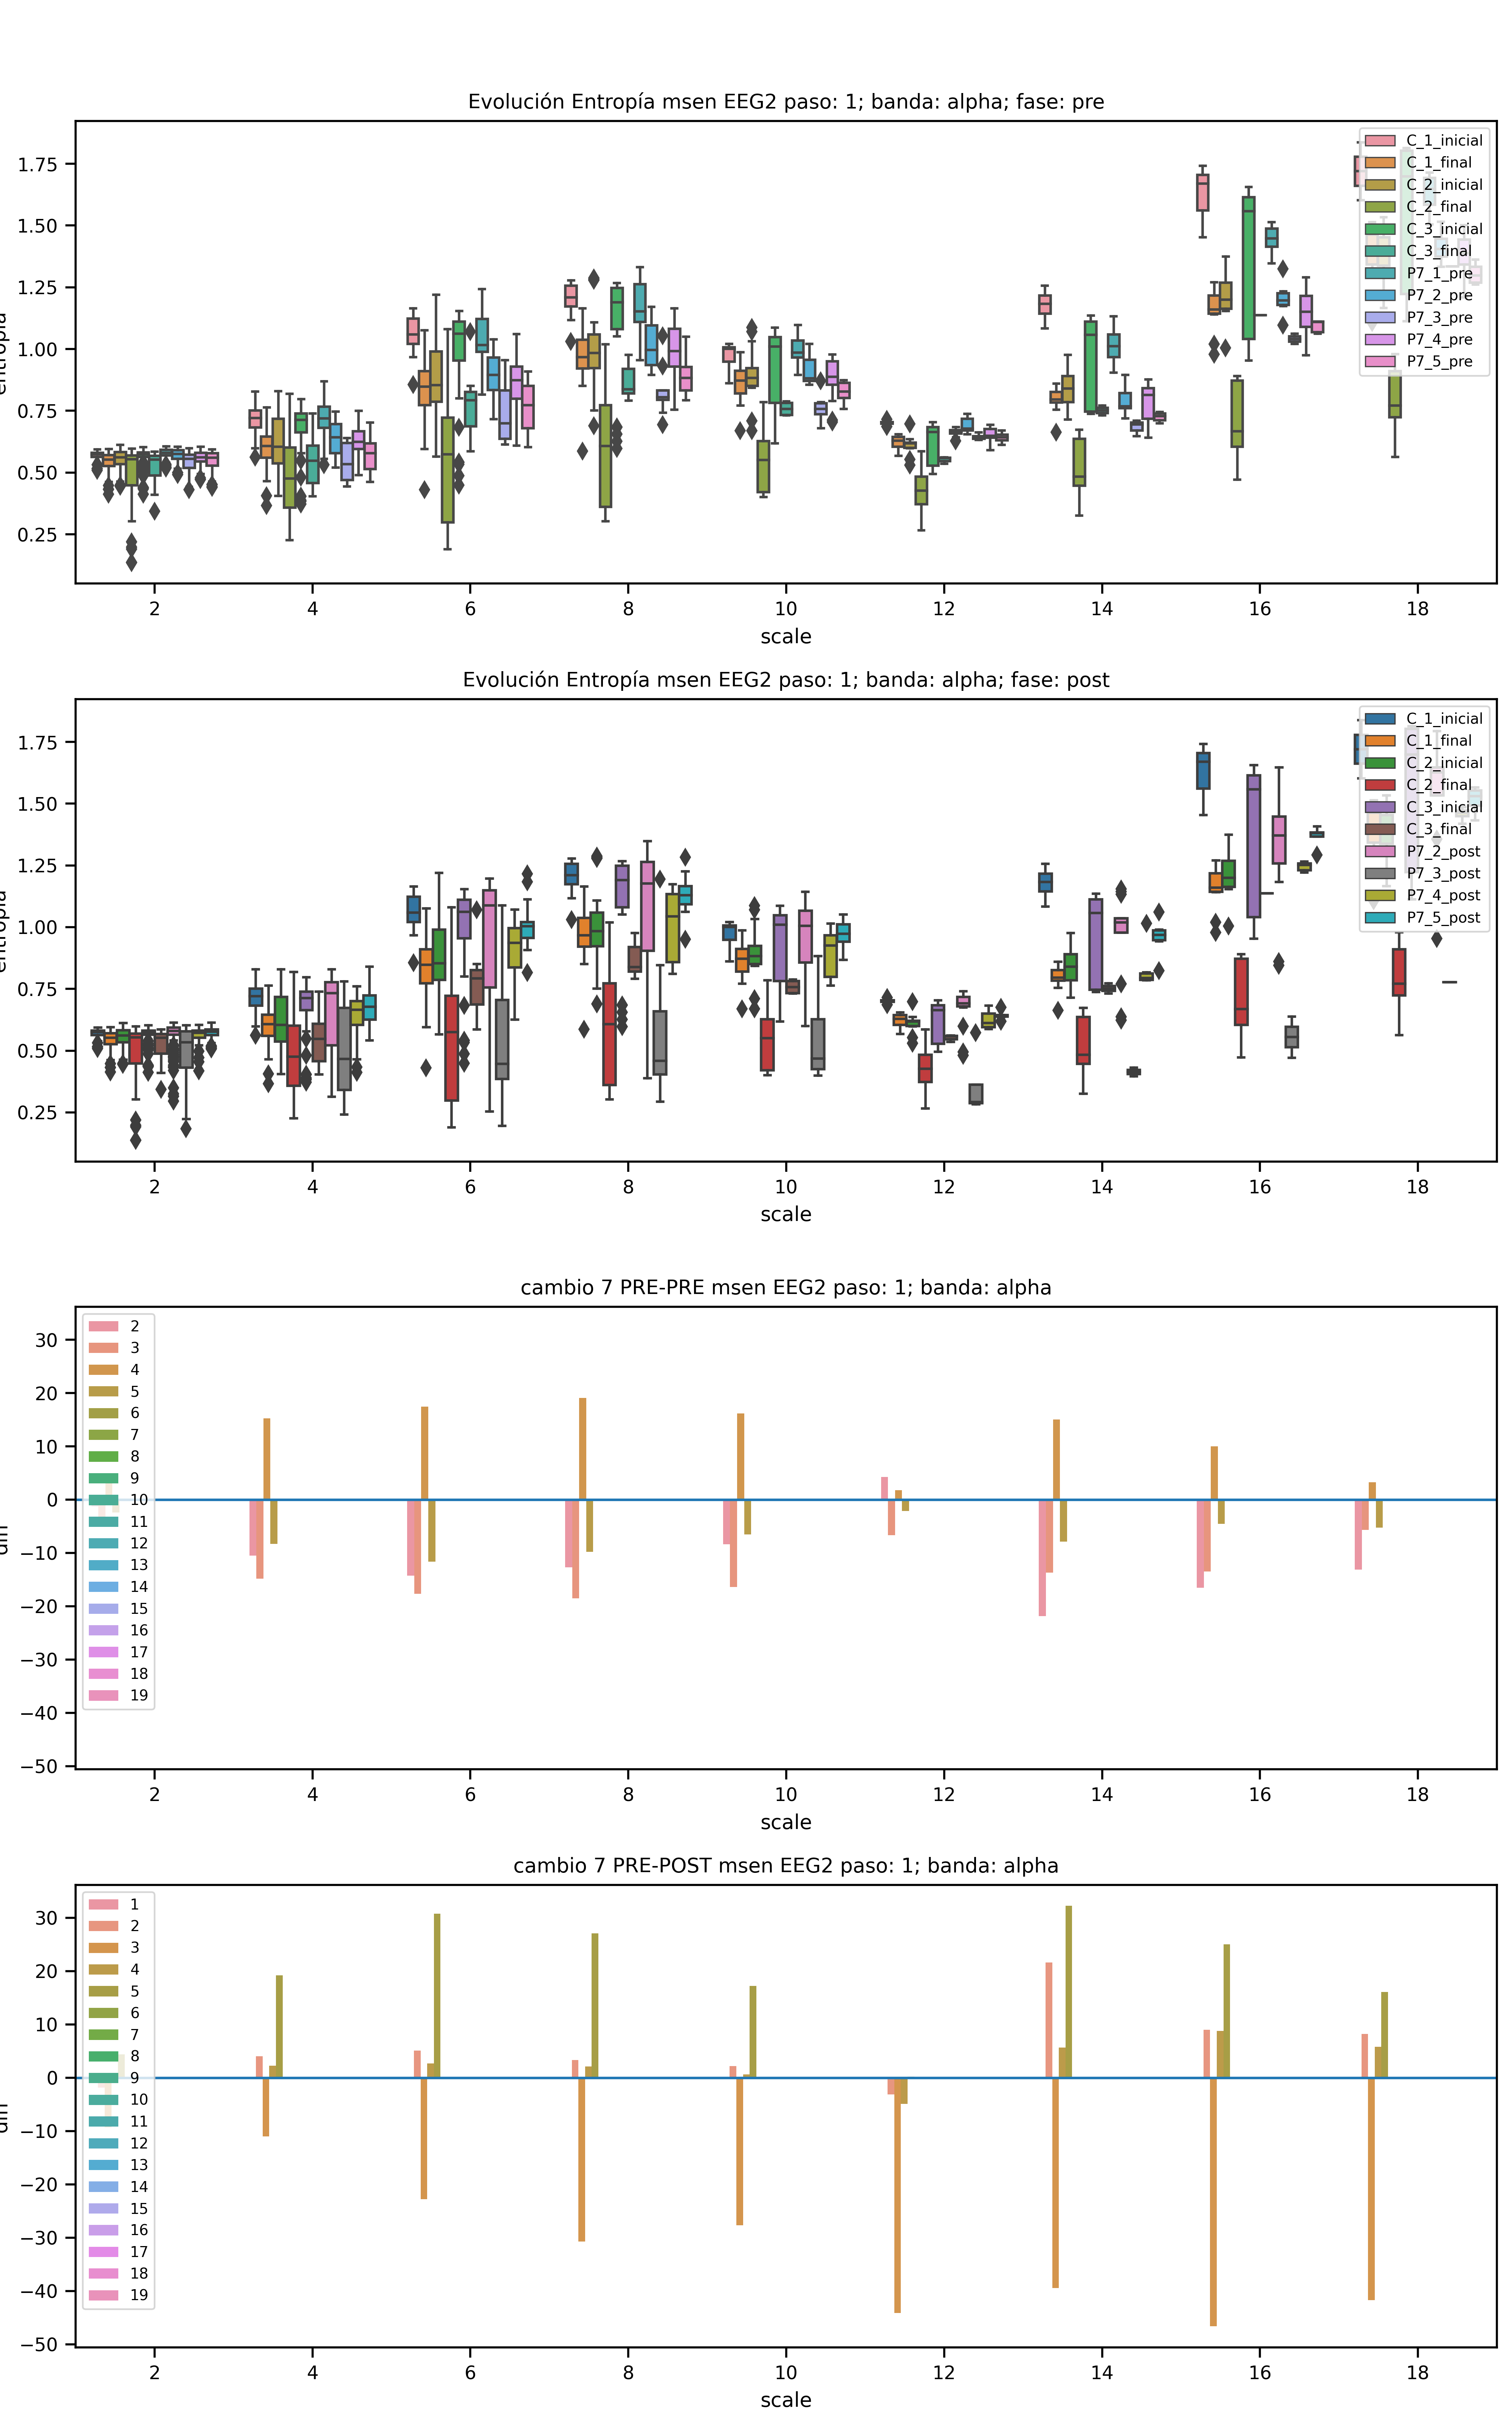 Evolución Entropía msen EEG2 paso: 1; banda: alpha; fase: pre
1.75
1.50
1.25
1.00
0.75
0.50
0.25
2 4 6 8 10 12 14 16 18
scale
C_1_inicial
C_1_final
C_2_inicial
C_2_final
C_3_inicial
C_3_final
P7_1_pre
P7_2_pre
P7_3_pre
P7_4_pre
P7_5_pre
Evolución Entropía msen EEG2 paso: 1; banda: alpha; fase: post
1.75
1.50
1.25
1.00
0.75
0.50
0.25
2 4 6 8 10 12 14 16 18
scale
C_1_inicial
C_1_final
C_2_inicial
C_2_final
C_3_inicial
C_3_final
P7_2_post
P7_3_post
P7_4_post
P7_5_post
cambio 7 PRE-PRE msen EEG2 paso: 1; banda: alpha
30
20
10
0
−10
−20
−30
−40
−50
2
3
4
5
6
7
8
9
10
11
12
13
14
15
16
17
18
19
2 4 6 8 10 12 14 16 18
scale
cambio 7 PRE-POST msen EEG2 paso: 1; banda: alpha
30
20
10
0
−10
−20
−30
−40
−50
1
2
3
4
5
6
7
8
9
10
11
12
13
14
15
16
17
18
19
2 4 6 8 10 12 14 16 18
scale